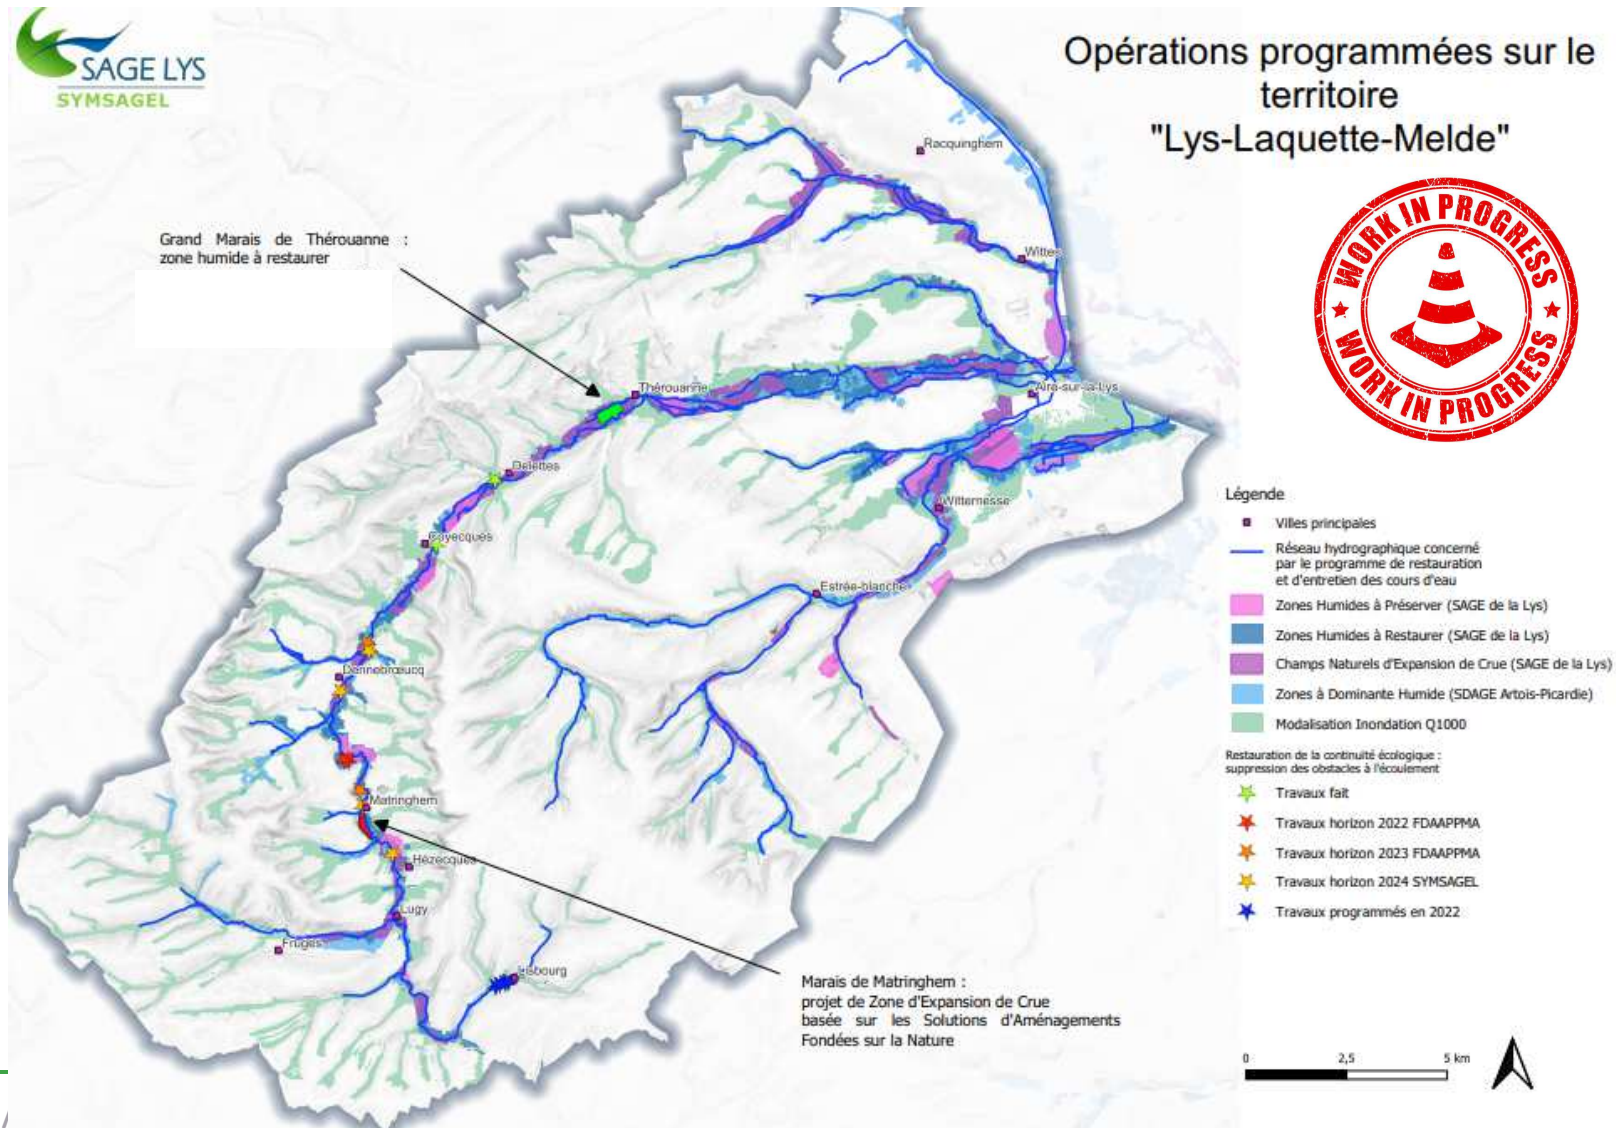 SAGE LYS
SYMSAGEL
Opérations programmées sur le
territoire
"Lys-Laquette-Melde"
WORK IN PROGRESS
WORK IN PROGRESS
Grand Marais de Thérouanne :
zone humide à restaurer
Racquinghem
Wittes
Thérouanne
Aire-sur-la-Lys
Delettes
Witternesse
Coyecques
Estrée-blanche
Dennebrœucq
Matringhem
Hézecques
Lugy
Fruges
Lisbourg
Marais de Matringhem :
projet de Zone d'Expansion de Crue
basée sur les Solutions d'Aménagements
Fondées sur la Nature
Légende
Villes principales
Réseau hydrographique concerné
par le programme de restauration
et d'entretien des cours d'eau
Zones Humides à Préserver (SAGE de la Lys)
Zones Humides à Restaurer (SAGE de la Lys)
Champs Naturels d'Expansion de Crue (SAGE de la Lys)
Zones à Dominante Humide (SDAGE Artois-Picardie)
Modalisation Inondation Q1000
Restauration de la continuité écologique :
suppression des obstacles à l'écoulement
Travaux fait
Travaux horizon 2022 FDAAPPMA
Travaux horizon 2023 FDAAPPMA
Travaux horizon 2024 SYMSAGEL
Travaux programmés en 2022
0 2,5 5 km